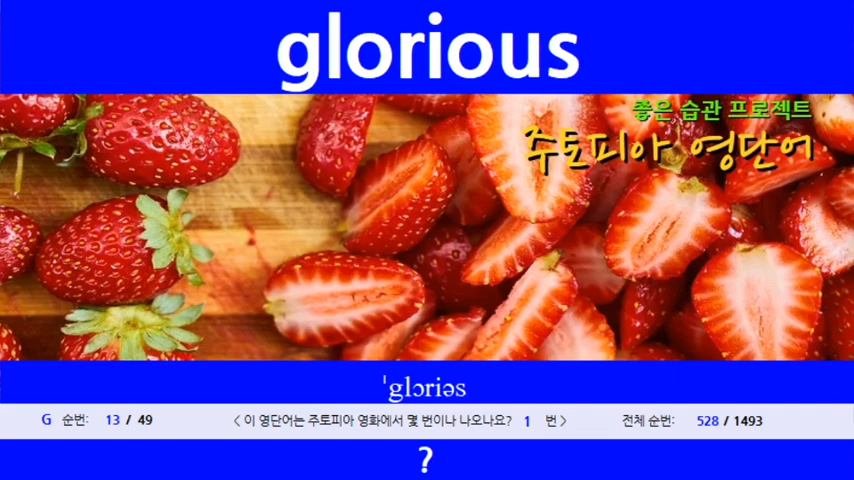 glorious
좋은 습관 프로젝트
주토피아 영단어
ˈglɔriəs
G 순번: 13 / 49 < 이 영단어는 주토피아 영화에서 몇 번이나 나오나요? 1 번 > 전체 순번: 528 / 1493
?